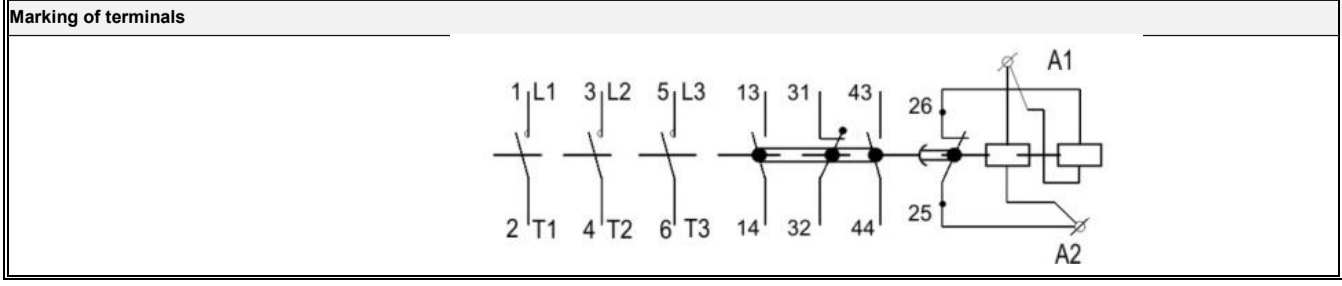 Marking of terminals
A1
1 L1 3 L2 5 L3 13 31 43
26
25
2 T1 4 T2 6 T3 14 32 44
A2